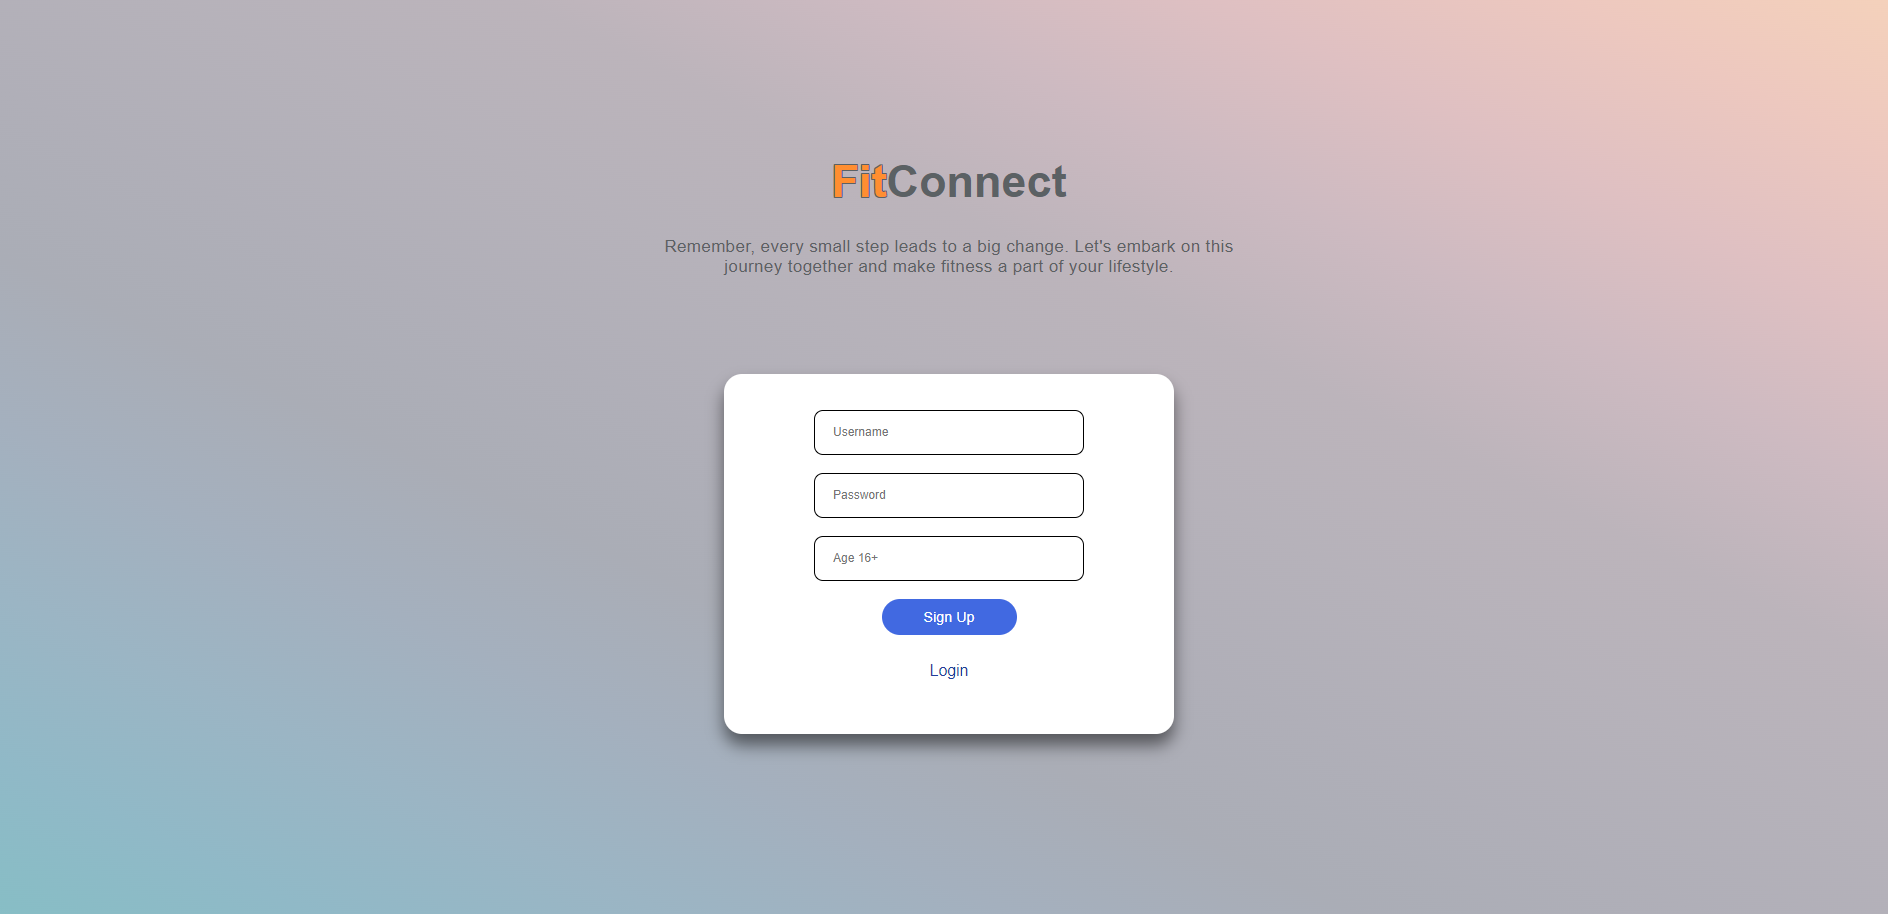 FitConnect
Remember, every small step leads to a big change. Let's embark on this
journey together and make fitness a part of your lifestyle.
Username
Password
Age 16+
Sign Up
Login